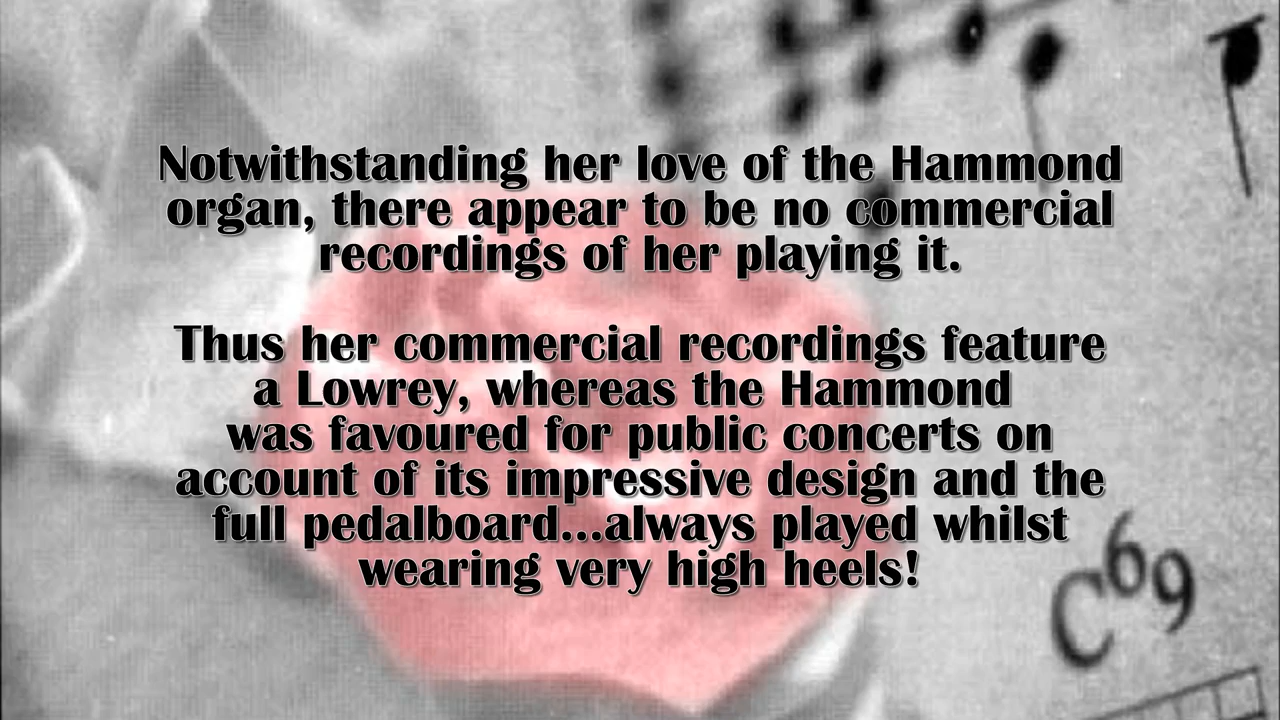 Notwithstanding her love of the Hammond
organ, there appear to be no commercial
recordings of her playing it.
Thus her commercial recordings feature
a Lowrey, whereas the Hammond
was favoured for public concerts on
account of its impressive design and the
full pedalboard...always played whilst
wearing very high heels!
C69